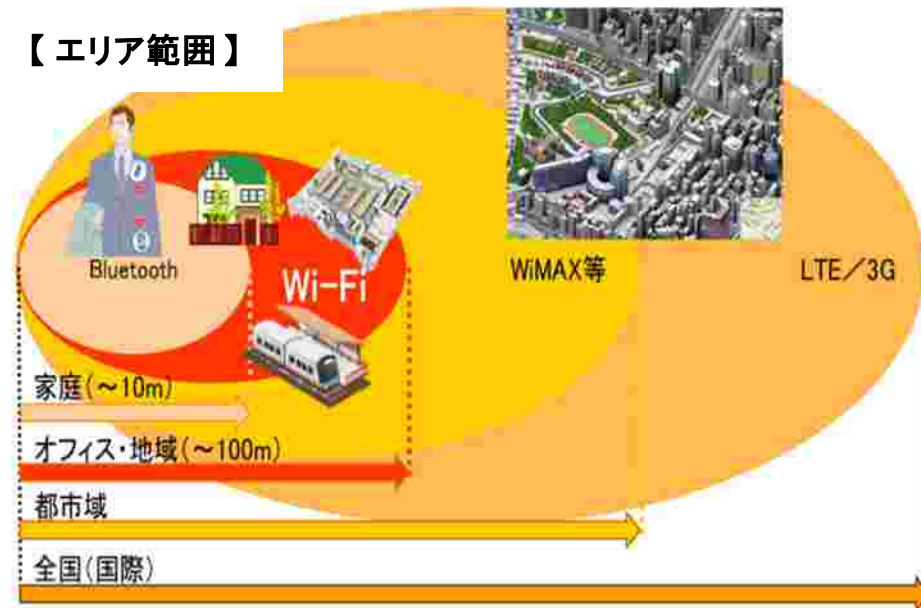 【 エリア範囲 】
Bluetooth
Wi-Fi
WiMAX等
LTE／3G
家庭(～10m)
オフィス・地域(～100m)
都市域
全国(国際)